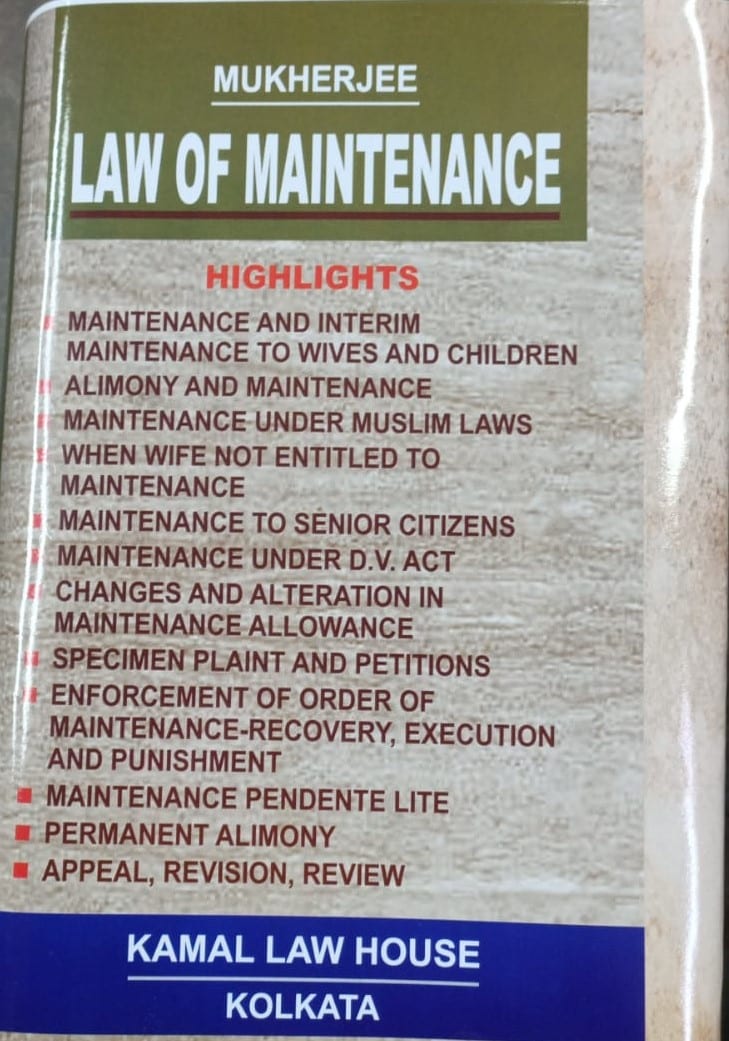 MUKHERJEE
LAW OF MAINTENANCE
HIGHLIGHTS
MAINTENANCE AND INTERIM
MAINTENANCE TO WIVES AND CHILDREN
ALIMONY AND MAINTENANCE
MAINTENANCE UNDER MUSLIM LAWS
WHEN WIFE NOT ENTITLED TO
MAINTENANCE
MAINTENANCE TO SENIOR CITIZENS
MAINTENANCE UNDER D.V. ACT
CHANGES AND ALTERATION IN
MAINTENANCE ALLOWANCE
SPECIMEN PLAINT AND PETITIONS
ENFORCEMENT OF ORDER OF
MAINTENANCE-RECOVERY, EXECUTION
AND PUNISHMENT
MAINTENANCE PENDENTE LITE
PERMANENT ALIMONY
APPEAL, REVISION, REVIEW
KAMAL LAW HOUSE
KOLKATA